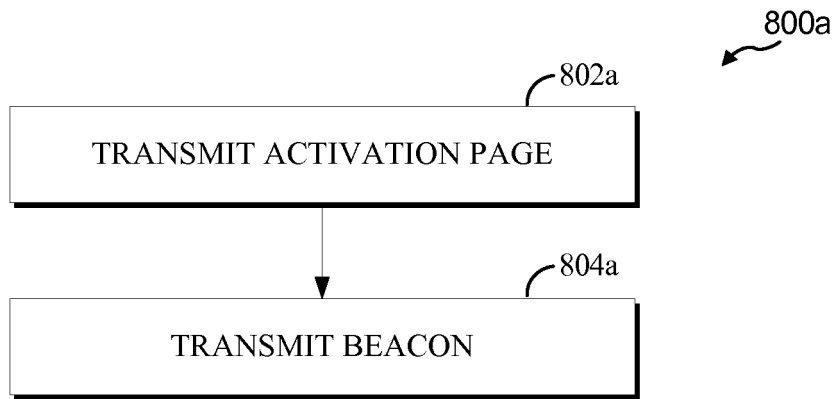 800a
802a
TRANSMIT ACTIVATION PAGE
804a
TRANSMIT BEACON